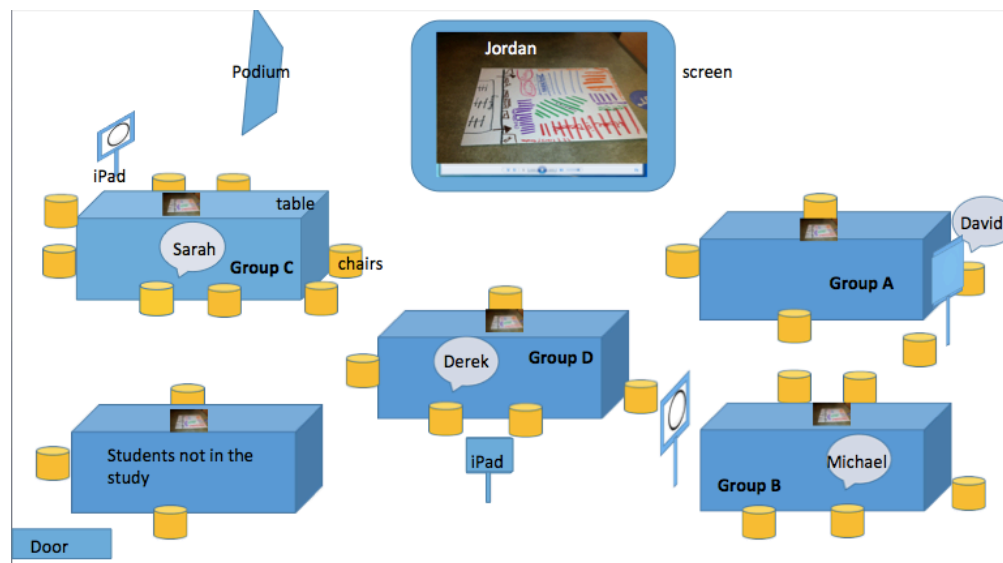 Jordan
Podium
screen
iPad
table
Sarah
Group C
chairs
David
Group A
Derek
Group D
Students not in the
study
iPad
Michael
Group B
Door